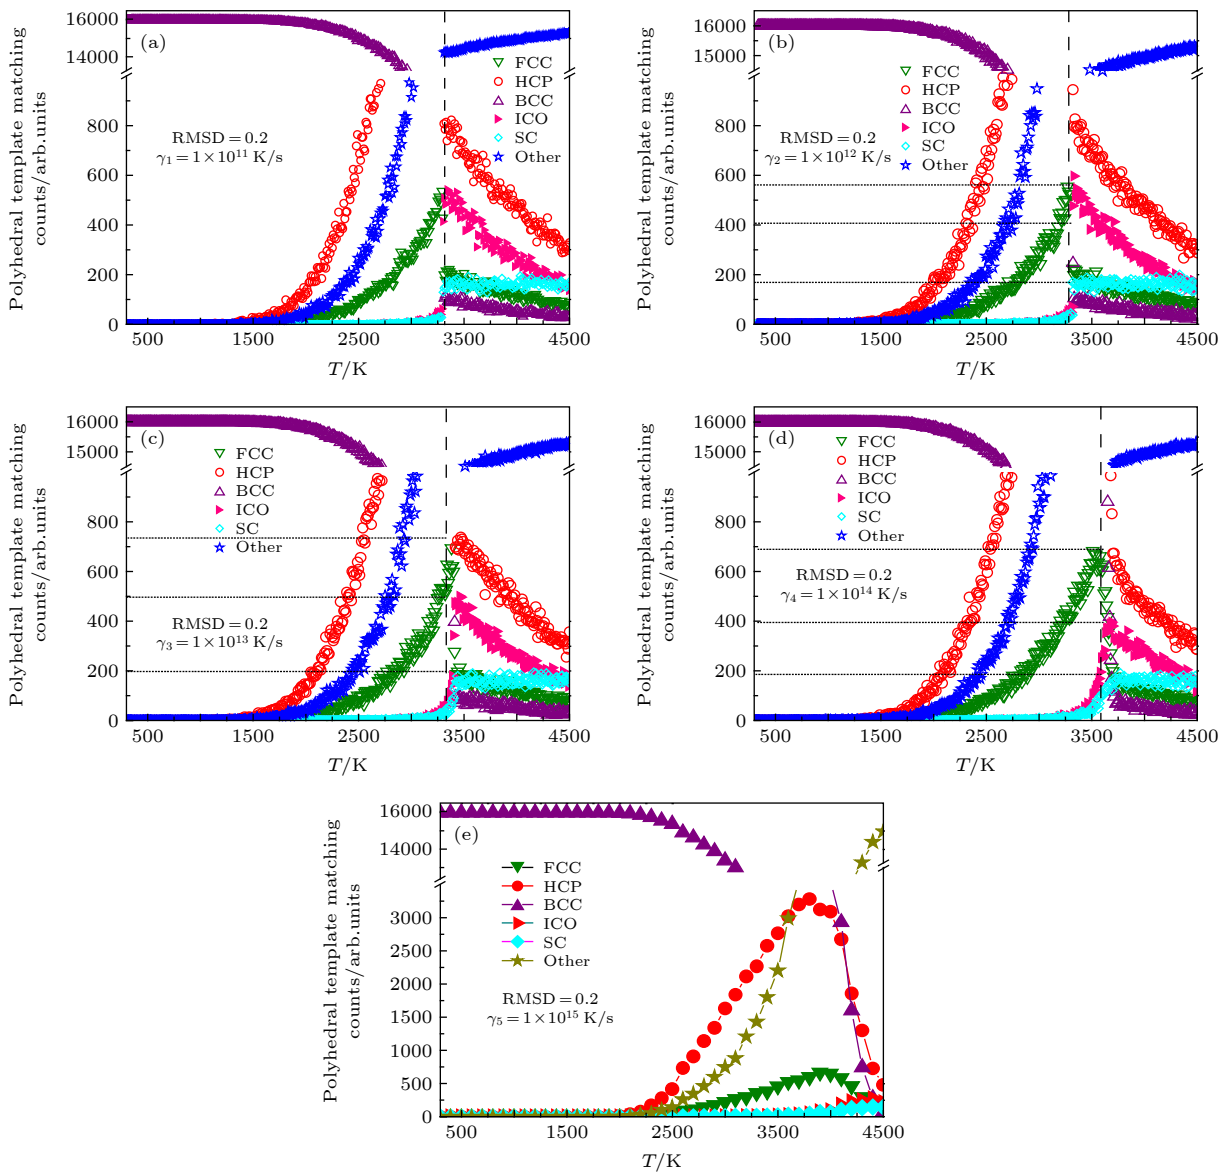 Polyhedral template matching
counts/arb.units
16000
14000
800
600
400
200
0
(a)
RMSD = 0.2
γ1 = 1×10^11 K/s
FCC
HCP
BCC
ICO
SC
Other
500
1500
2500
3500
4500
T/K
Polyhedral template matching
counts/arb.units
16000
15000
800
600
400
200
0
(b)
RMSD = 0.2
γ2 = 1×10^12 K/s
FCC
HCP
BCC
ICO
SC
Other
500
1500
2500
3500
4500
T/K
Polyhedral template matching
counts/arb.units
16000
15000
800
600
400
200
0
(c)
FCC
HCP
BCC
ICO
SC
Other
RMSD = 0.2
γ3 = 1×10^13 K/s
500
1500
2500
3500
4500
T/K
Polyhedral template matching
counts/arb.units
16000
15000
800
600
400
200
0
(d)
FCC
HCP
BCC
ICO
SC
Other
RMSD = 0.2
γ4 = 1×10^14 K/s
500
1500
2500
3500
4500
T/K
Polyhedral template matching
counts/arb.units
16000
14000
3000
2500
2000
1500
1000
500
0
(e)
FCC
HCP
BCC
ICO
SC
Other
RMSD = 0.2
γ5 = 1×10^15 K/s
500
1500
2500
3500
4500
T/K